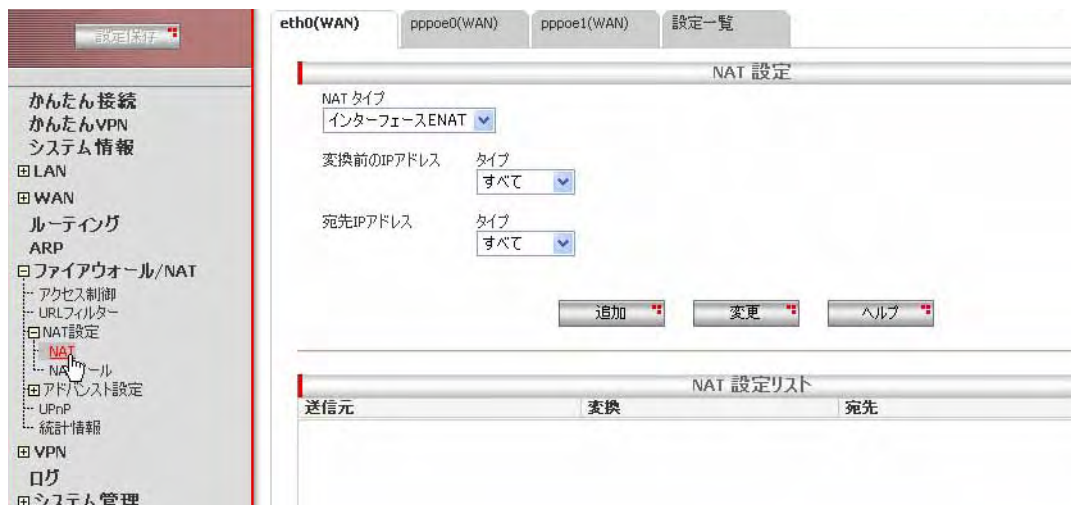 設定保存
かんたん接続
かんたんVPN
システム情報
LAN
WAN
ルーティング
ARP
ファイアウォール/NAT
アクセス制御
URLフィルター
NAT設定
NAT
アドバンスト設定
UPnP
統計情報
VPN
ログ
システム管理
eth0(WAN) pppoe0(WAN) pppoe1(WAN) 設定一覧
NAT 設定
NAT タイプ
インターフェースENAT
変換前のIPアドレス タイプ
すべて
宛先IPアドレス タイプ
すべて
追加 変更 ヘルプ
NAT 設定リスト
送信元 変換 宛先